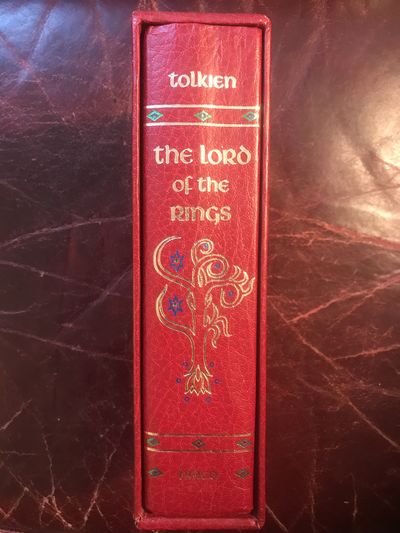 tolkien
the lord
of the
rings